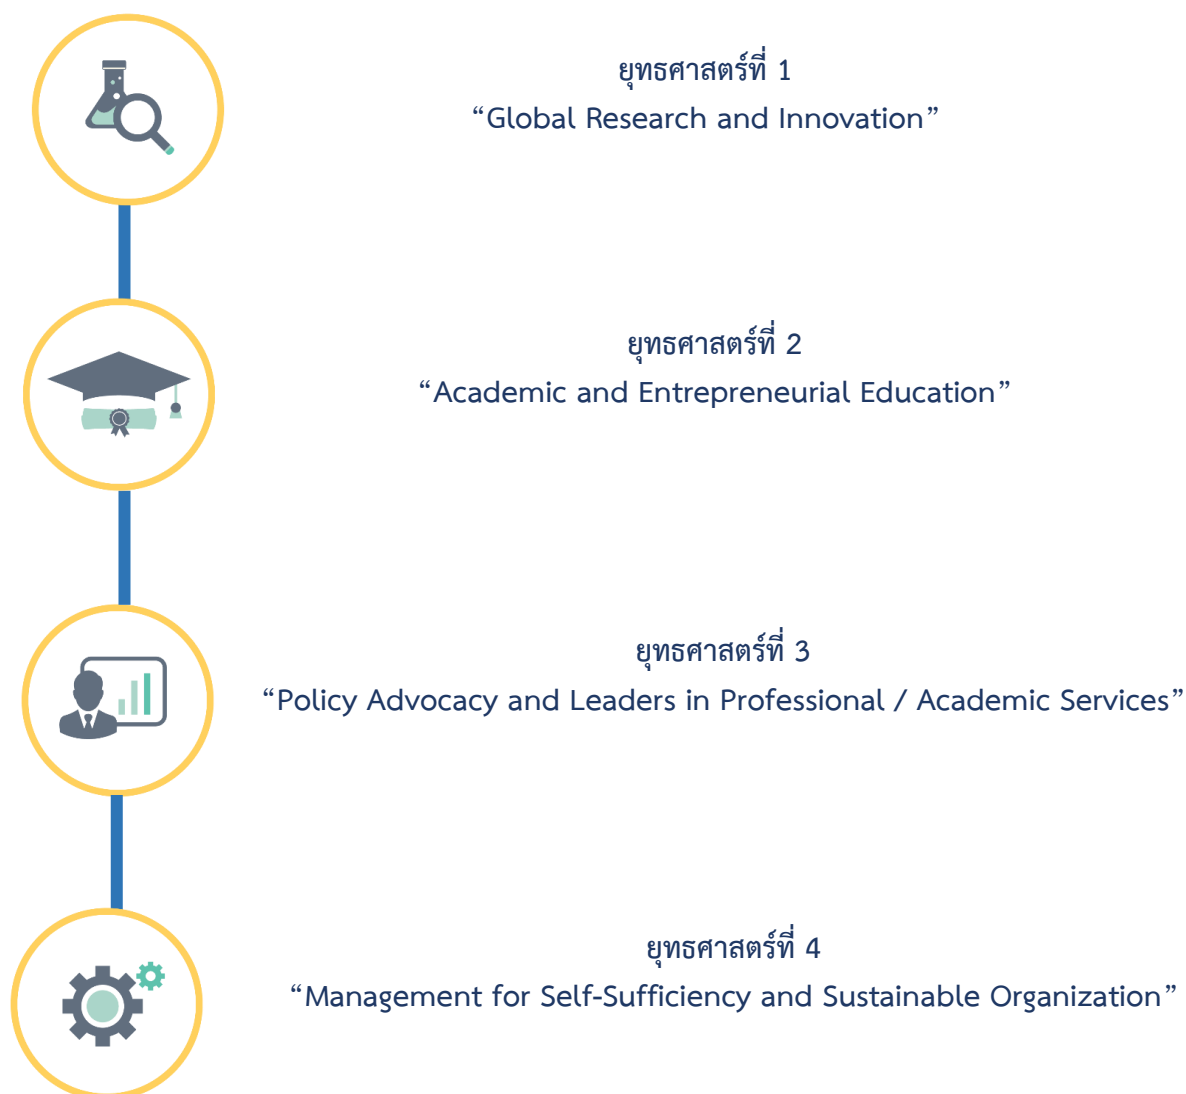 ยุทธศาสตร์ที่ 1
“Global Research and Innovation”
ยุทธศาสตร์ที่ 2
“Academic and Entrepreneurial Education”
ยุทธศาสตร์ที่ 3
“Policy Advocacy and Leaders in Professional / Academic Services”
ยุทธศาสตร์ที่ 4
“Management for Self-Sufficiency and Sustainable Organization”